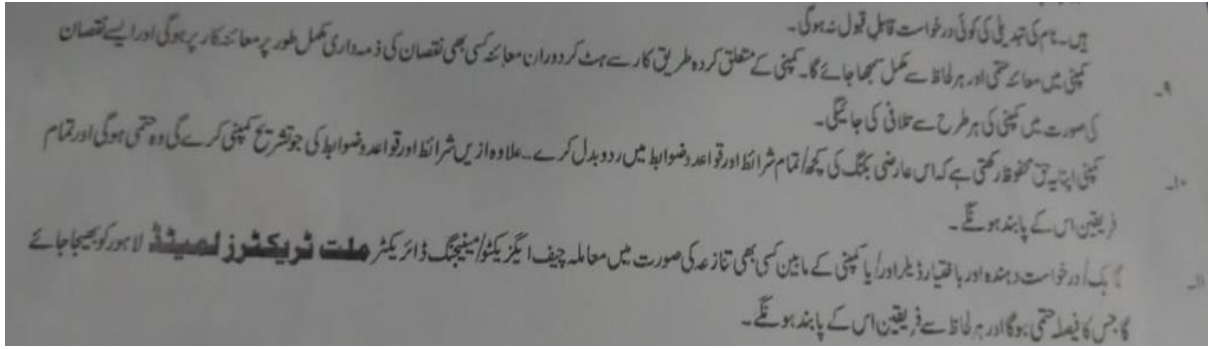 ہیں۔ نام کی تبدیلی کی کوئی درخواست قابل قبول نہ ہوگی۔
۹۔ کمپنی میں معائنہ حتمی اور ہر لحاظ سے مکمل سمجھا جائے گا۔ کمپنی کے متعلق کردہ طریق کار سے ہٹ کر دوران معائنہ کسی بھی نقصان کی ذمہ داری مکمل طور پر معائنہ کار پر ہوگی اور ایسے نقصان
کی صورت میں کمپنی کی ہر طرح سے تلافی کی جائیگی۔
۱۰۔ کمپنی اپنا یہ حق محفوظ رکھتی ہے کہ اس عارضی بکنگ کی کچھ/تمام شرائط اور قواعد وضوابط میں ردوبدل کرے۔ علاوہ ازیں شرائط اور قواعد وضوابط کی جو تشریح کمپنی کرے گی وہ حتمی ہوگی اور تمام
فریقین اس کے پابند ہونگے۔
۱۱۔ گاہک/درخواست دہندہ اور بااختیار ڈیلر اور/یا کمپنی کے مابین کسی بھی تنازعہ کی صورت میں معاملہ چیف ایگزیکٹو/مینیجنگ ڈائریکٹر ملت ٹریکٹرز لمیٹڈ لاہور کو بھیجا جائے
گا جس کا فیصلہ حتمی ہوگا اور ہر لحاظ سے فریقین اس کے پابند ہونگے۔